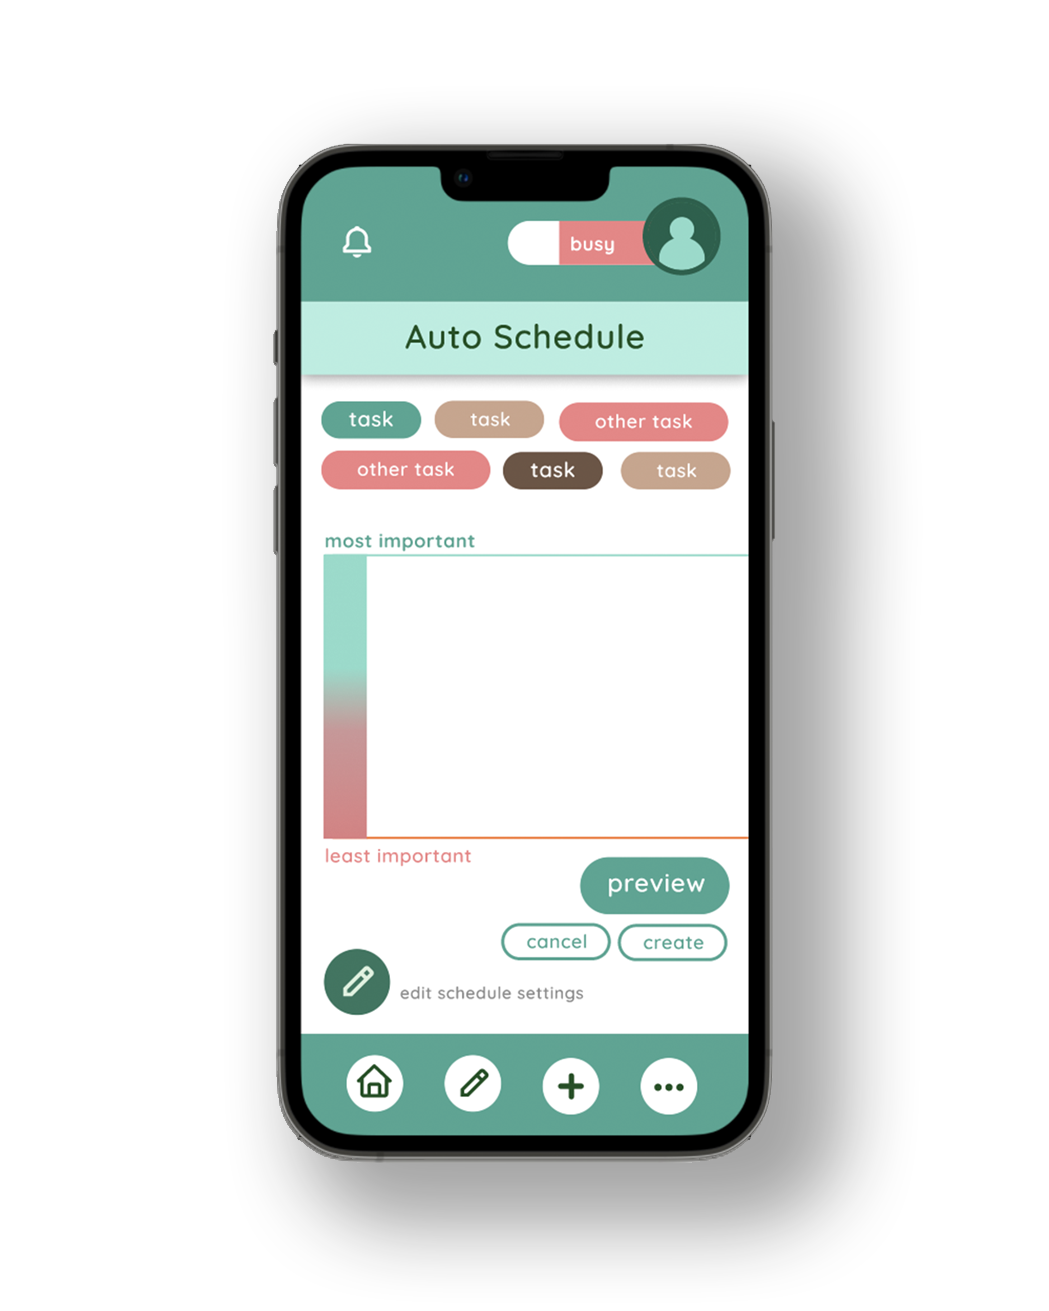 busy
Auto Schedule
task task other task
other task task task
most important
least important
preview
cancel create
edit schedule settings